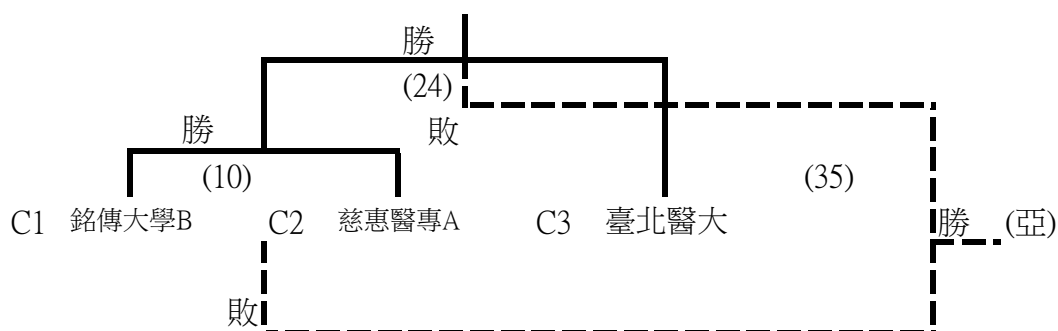 勝
(24)
勝
敗
(10)
(35)
C1 銘傳大學B C2 慈惠醫專A C3 臺北醫大
勝 (亞)
敗